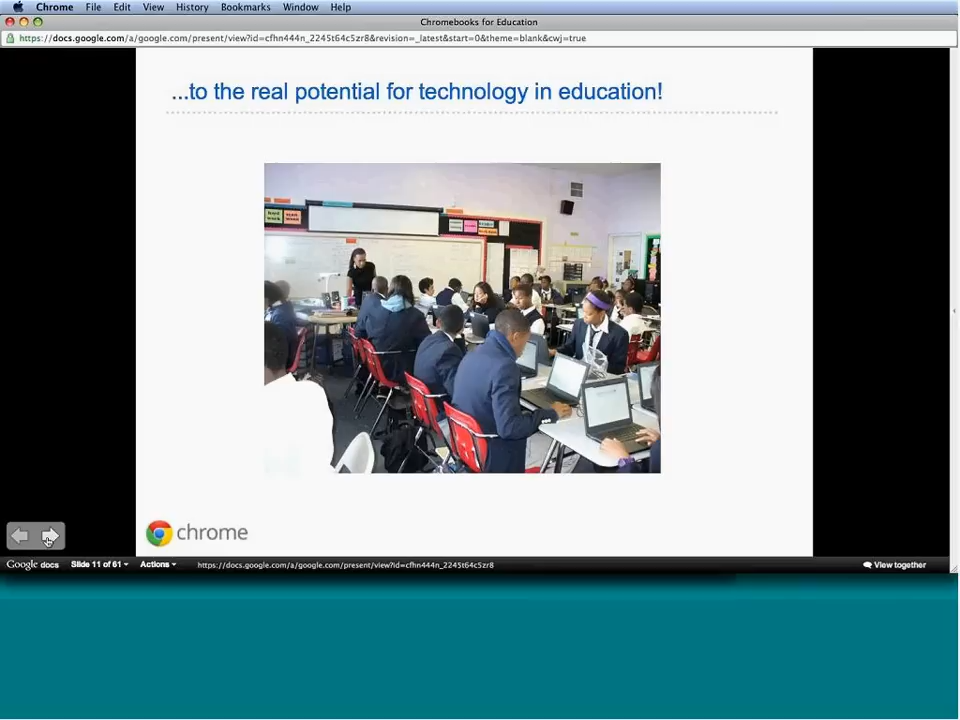 Chrome File Edit View History Bookmarks Window Help
Chromebooks for Education
https://docs.google.com/a/google.com/present/view?id=cfhn444n_2245t64c5zr8&revision=_latest&start=0&theme=blank&cwj=true
...to the real potential for technology in education!
chrome
Google docs Slide 11 of 61 Actions https://docs.google.com/a/google.com/present/view?id=cfhn444n_2245t64c5zr8 View together